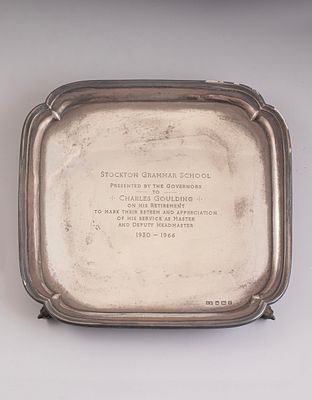 STOCKTON GRAMMAR SCHOOL
PRESENTED BY THE GOVERNORS
TO
CHARLES GOULDING
ON HIS RETIREMENT
TO MARK THEIR ESTEEM AND APPRECIATION
OF HIS SERVICE AS MASTER
AND DEPUTY HEADMASTER
1930 – 1966